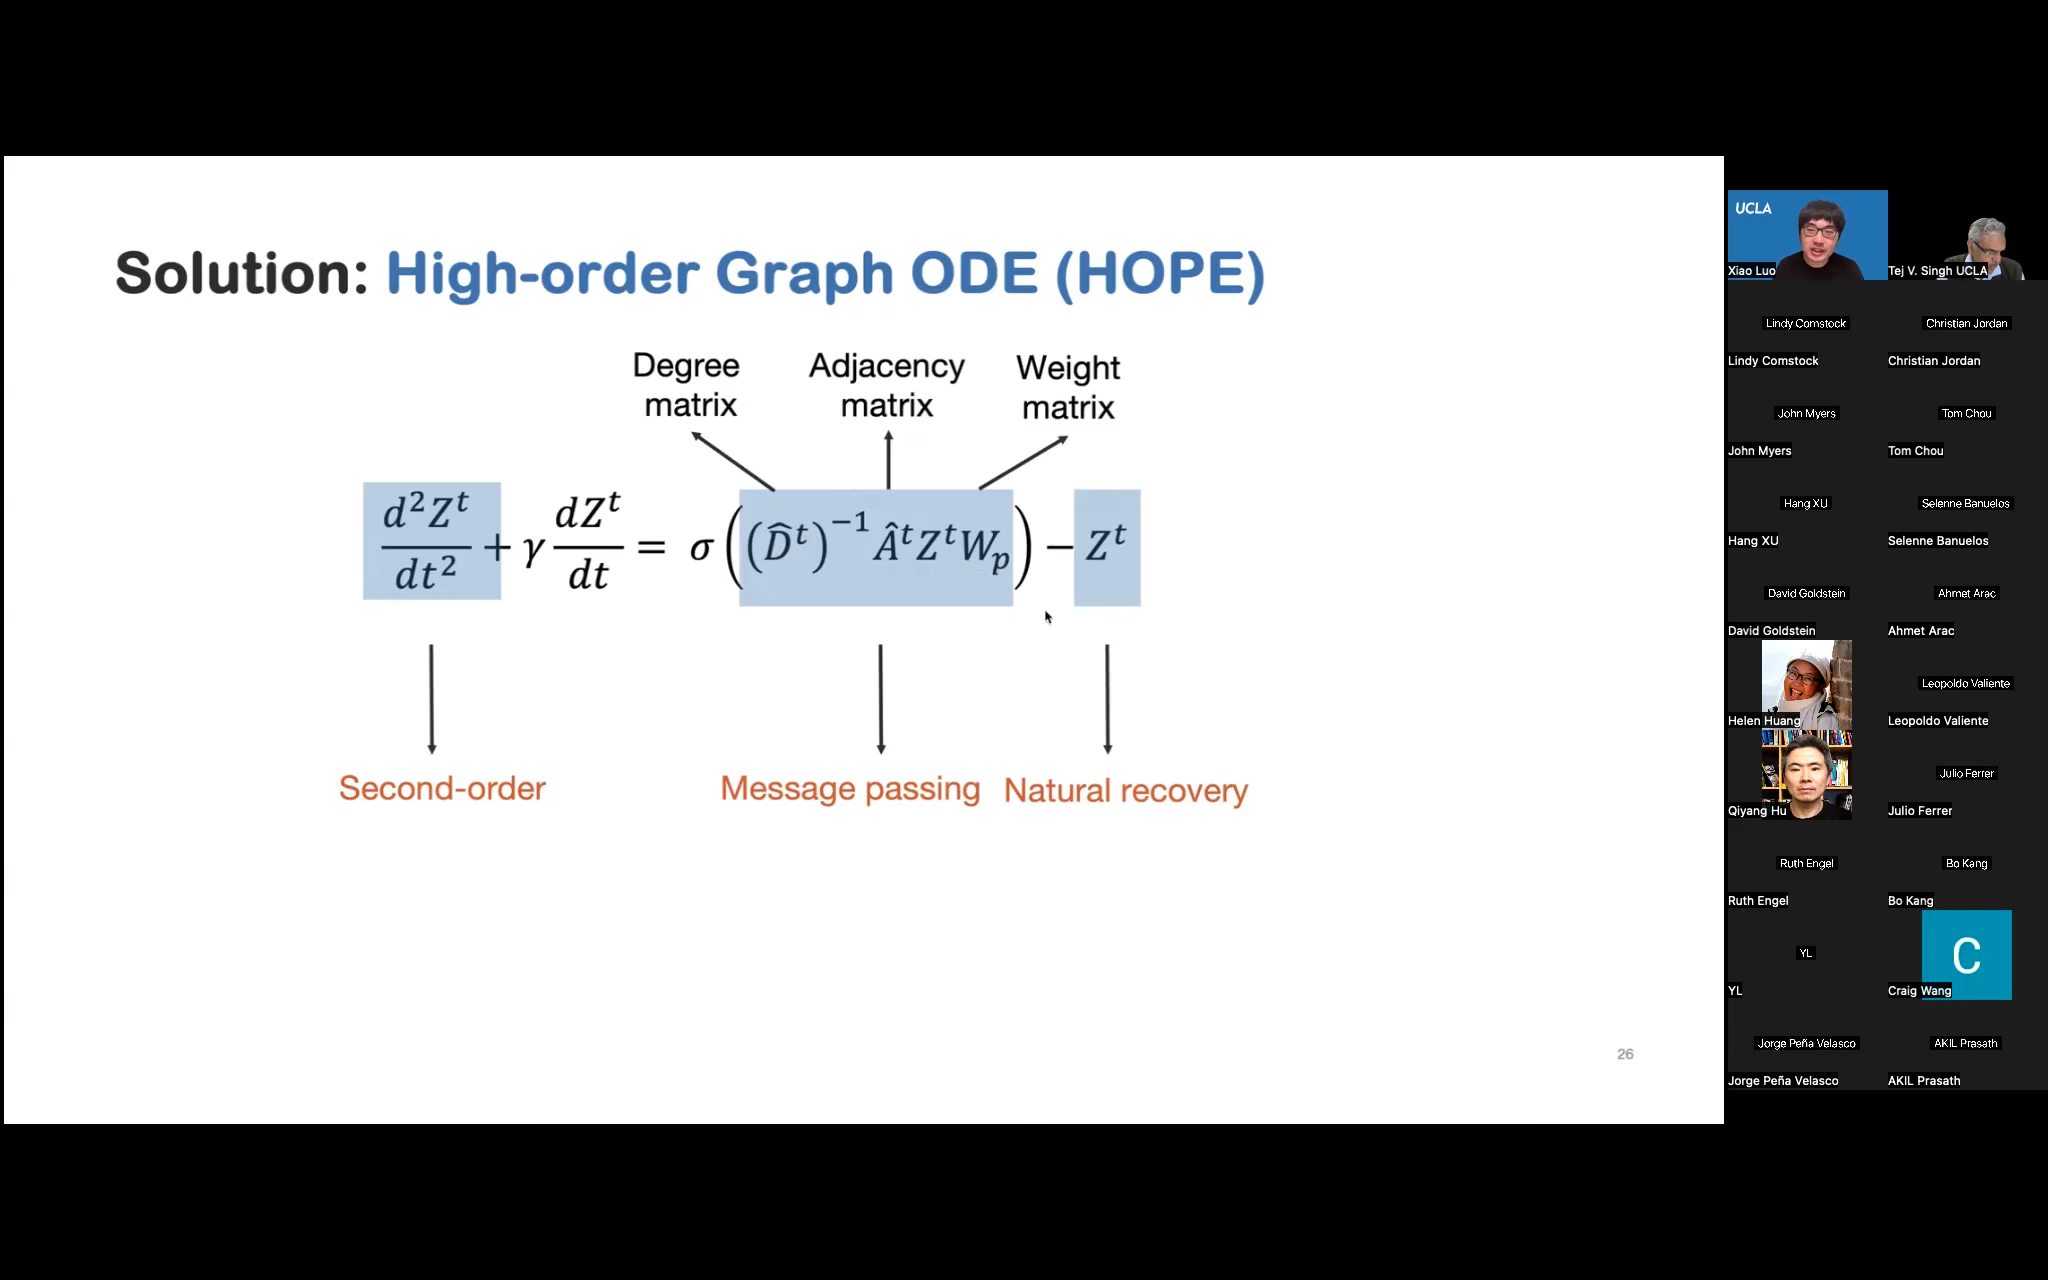 Solution: High-order Graph ODE (HOPE)
Degree matrix
Adjacency matrix
Weight matrix
d²Zᵗ/dt² + γ dZᵗ/dt = σ((D̂ᵗ)⁻¹ÂᵗZᵗWₚ) − Zᵗ
Second-order
Message passing
Natural recovery
26
UCLA
Xiao Luo
Tej V. Singh UCLA
Lindy Comstock
Christian Jordan
Lindy Comstock
Christian Jordan
John Myers
Tom Chou
John Myers
Tom Chou
Hang XU
Selenne Banuelos
Hang XU
Selenne Banuelos
David Goldstein
Ahmet Arac
David Goldstein
Ahmet Arac
Leopoldo Valiente
Helen Huang
Leopoldo Valiente
Julio Ferrer
Qiyang Hu
Julio Ferrer
Ruth Engel
Bo Kang
Ruth Engel
Bo Kang
YL
C
YL
Craig Wang
Jorge Peña Velasco
AKIL Prasath
Jorge Peña Velasco
AKIL Prasath